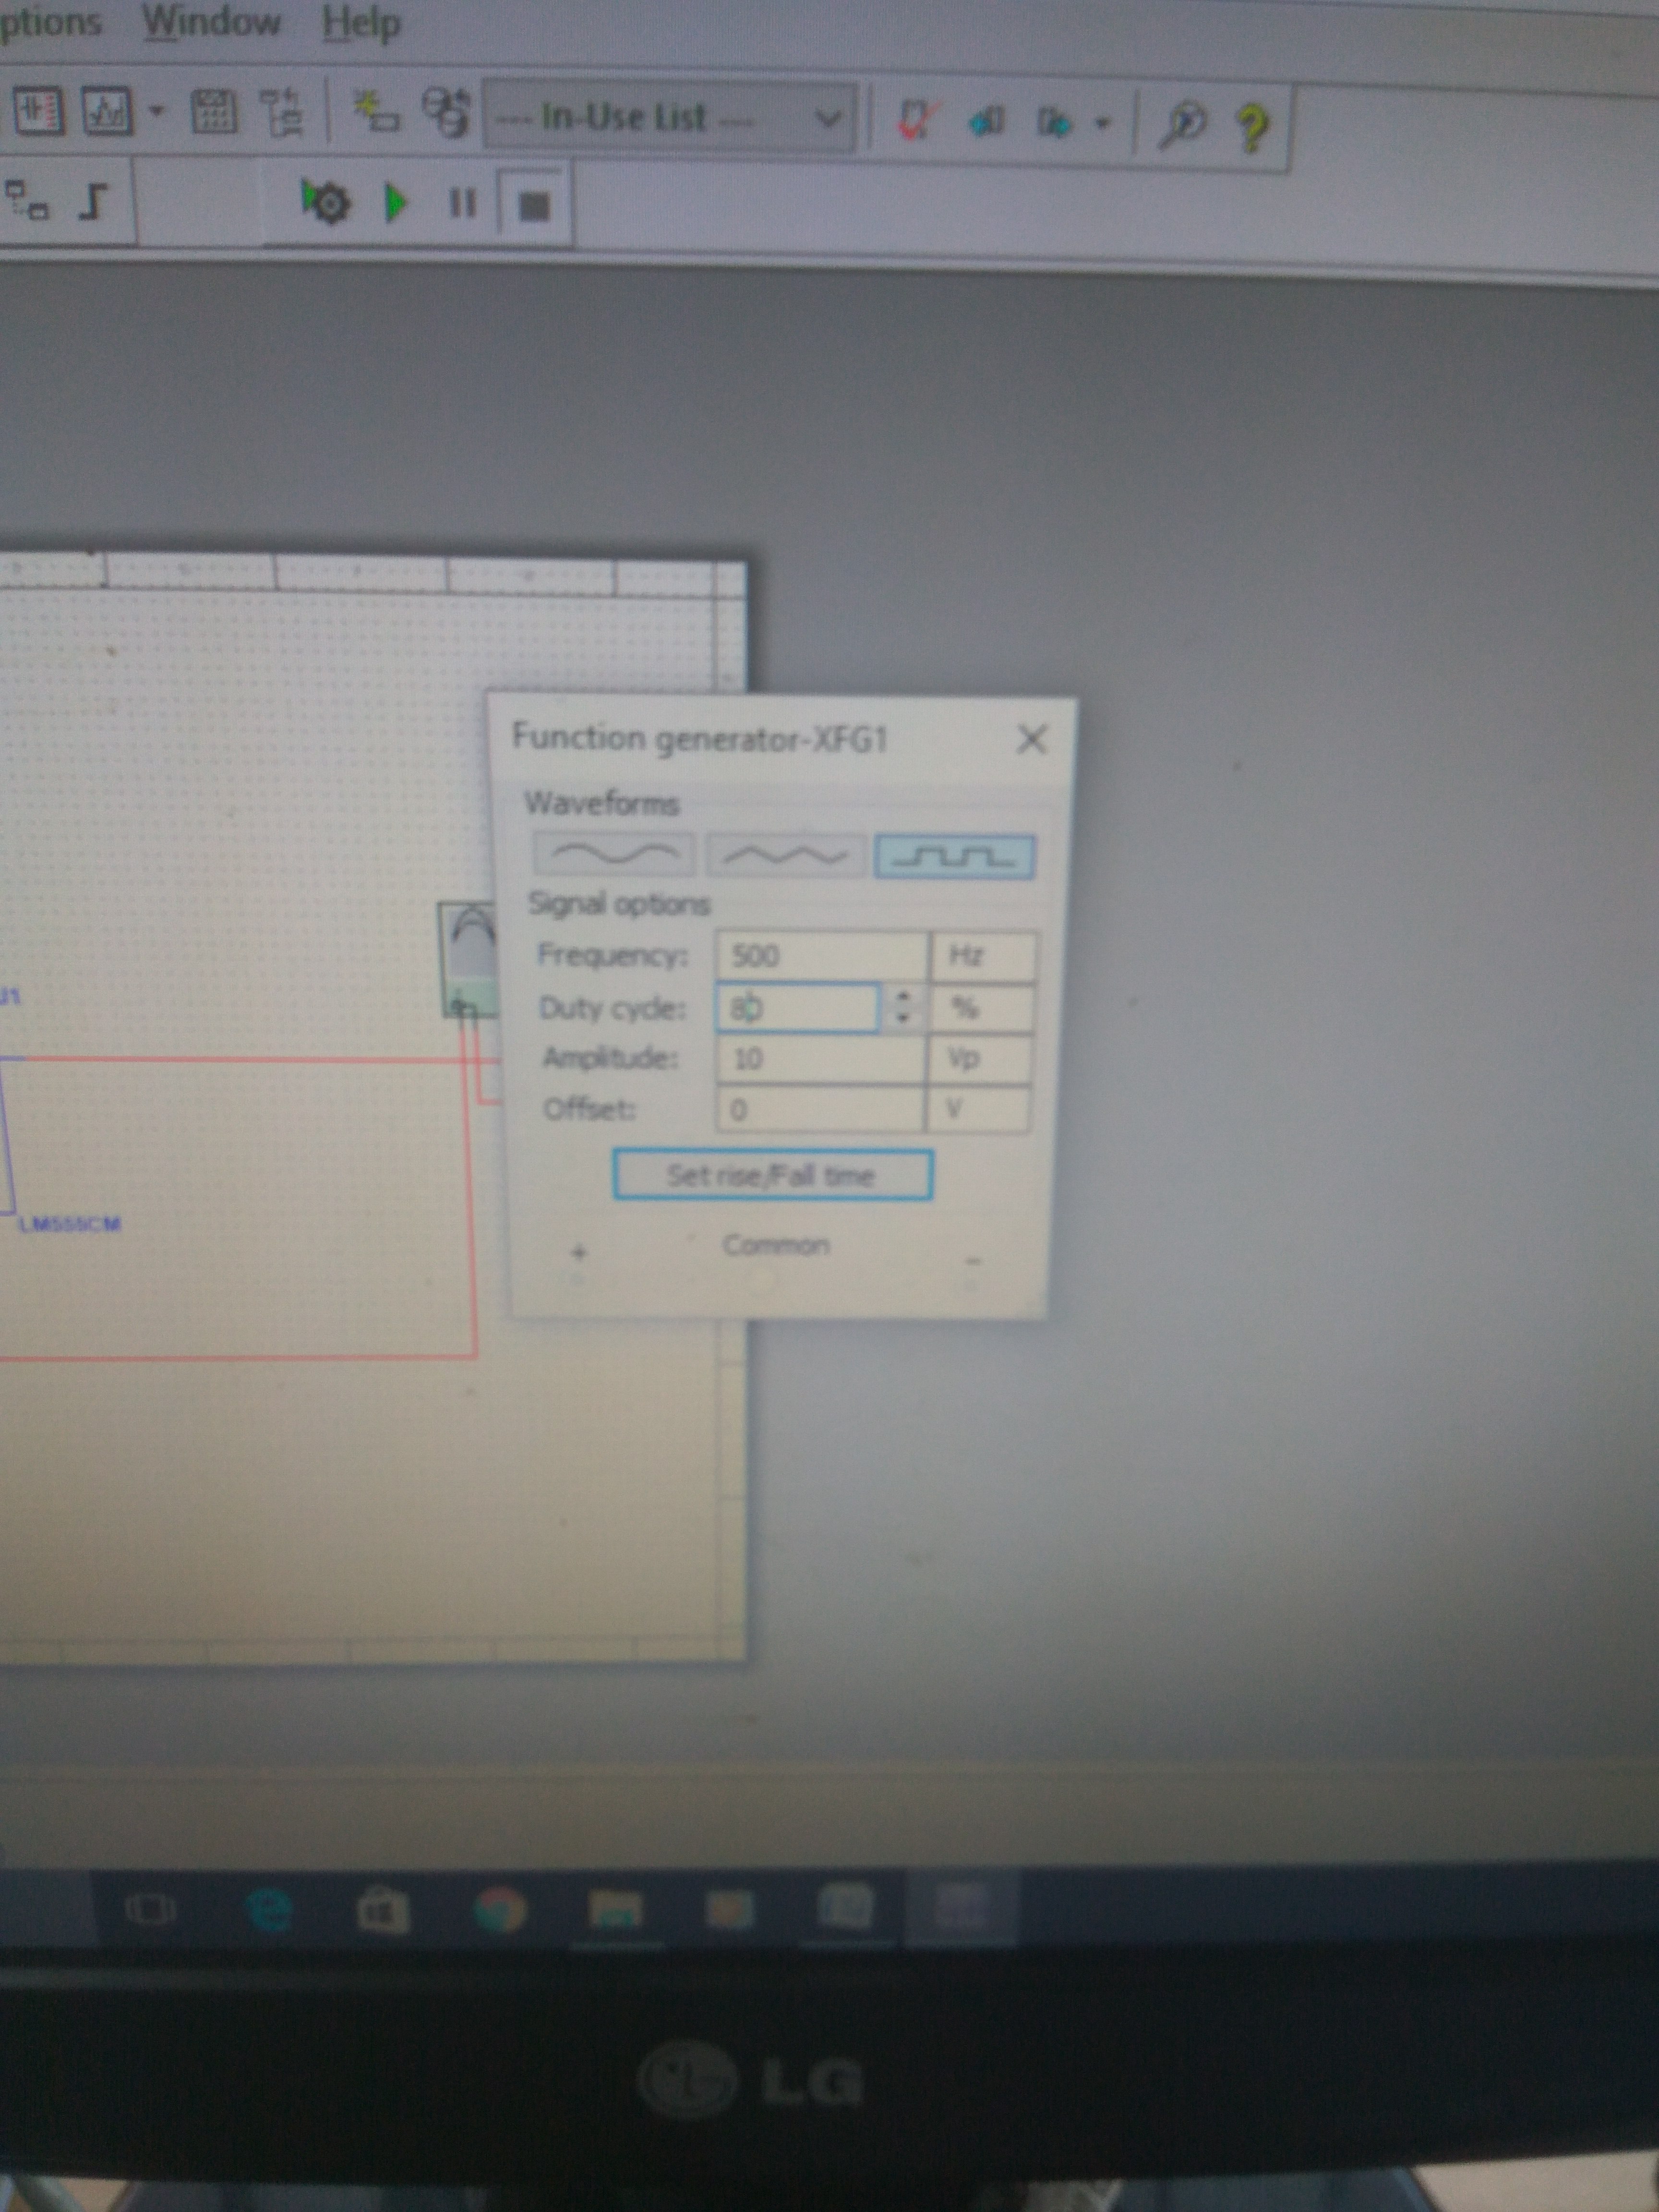 ptions Window Help
--- In-Use List ---
Function generator-XFG1
Waveforms
Signal options
Frequency: 500 Hz
Duty cycle: 80 %
Amplitude: 10 Vp
Offset: 0 V
Set rise/Fall time
+ Common −
LM555CM
LG